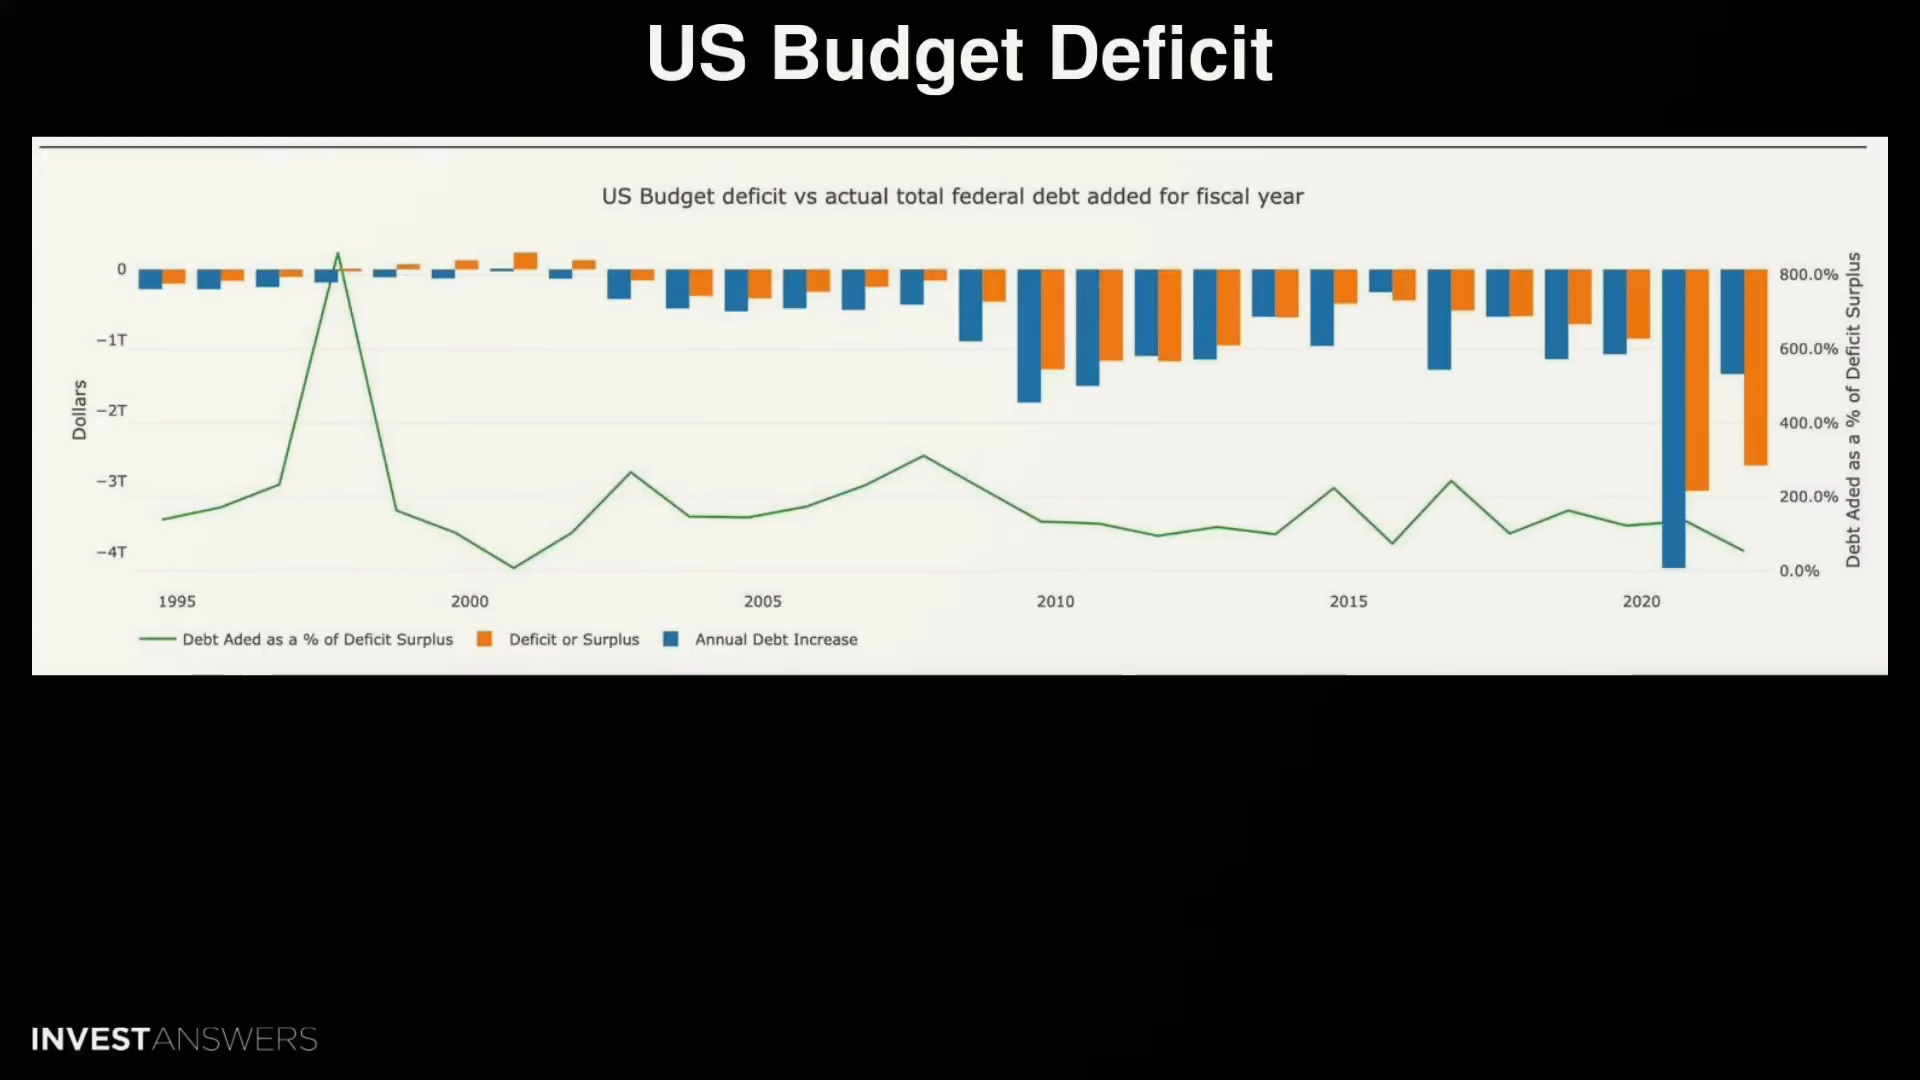 US Budget Deficit
US Budget deficit vs actual total federal debt added for fiscal year
0
−1T
−2T
−3T
−4T
Dollars
800.0%
600.0%
400.0%
200.0%
0.0%
Debt Added as a % of Deficit Surplus
1995 2000 2005 2010 2015 2020
Debt Aded as a % of Deficit Surplus Deficit or Surplus Annual Debt Increase
INVESTANSWERS